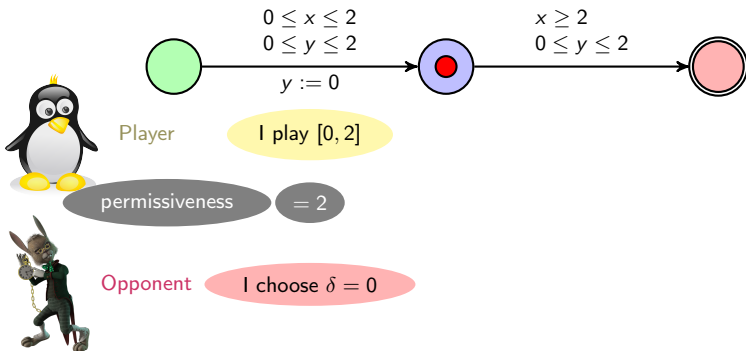 0 ≤ x ≤ 2
0 ≤ y ≤ 2
y := 0
x ≥ 2
0 ≤ y ≤ 2
Player
I play [0, 2]
permissiveness
= 2
Opponent
I choose δ = 0